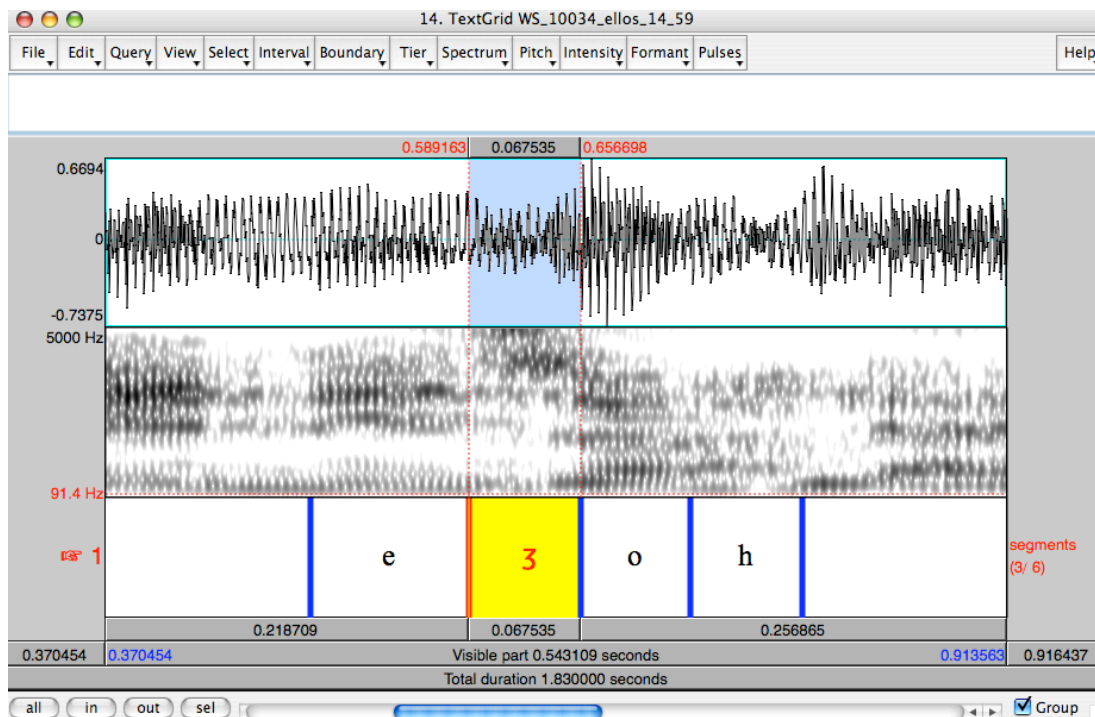 14. TextGrid WS_10034_ellos_14_59
File Edit Query View Select Interval Boundary Tier Spectrum Pitch Intensity Formant Pulses Help
0.589163 0.067535 0.656698
0.6694
0
-0.7375
5000 Hz
91.4 Hz
☞ 1 e ʒ o h segments
(3/ 6)
0.218709 0.067535 0.256865
0.370454 0.370454 Visible part 0.543109 seconds 0.913563 0.916437
Total duration 1.830000 seconds
all in out sel Group